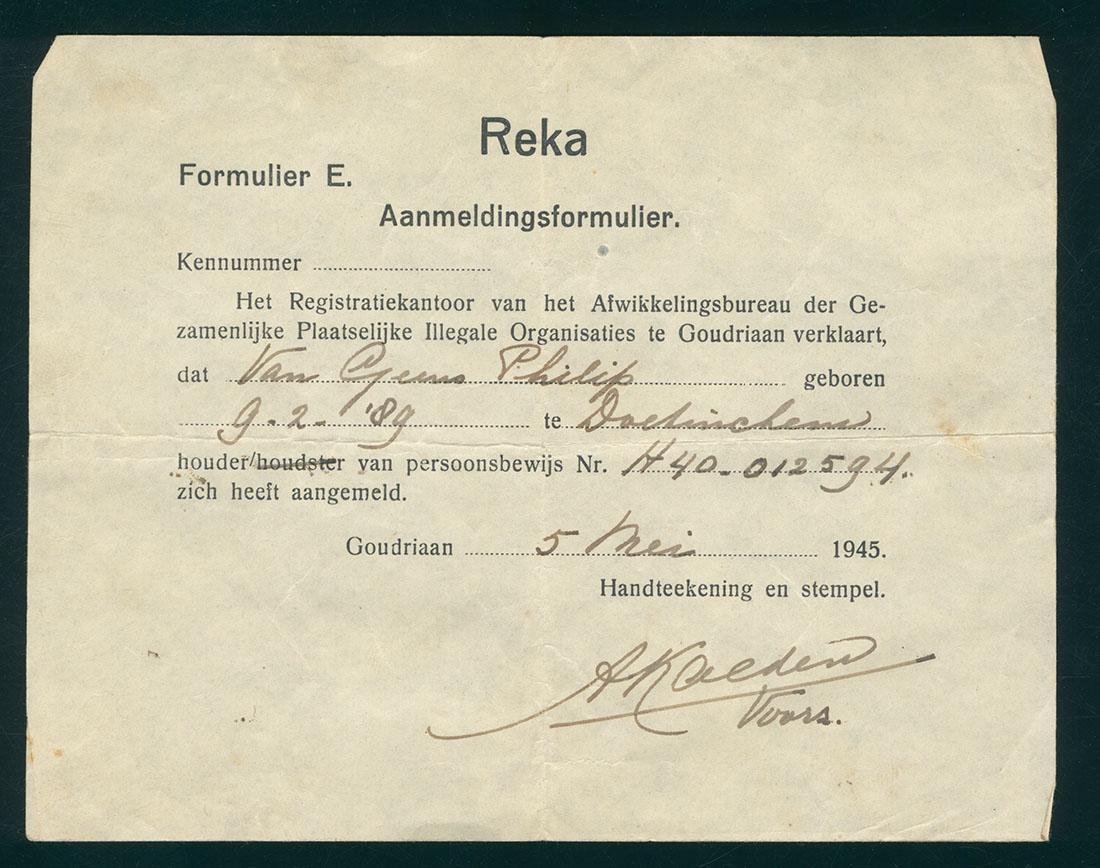 Reka
Formulier E.
Aanmeldingsformulier.
Kennummer
Het Registratiekantoor van het Afwikkelingsbureau der Ge-
zamenlijke Plaatselijke Illegale Organisaties te Goudriaan verklaart,
dat Van Geens Philip geboren
9-2-'89 te Doetinchem
houder/houdster van persoonsbewijs Nr. H40-012594.
zich heeft aangemeld.
Goudriaan 5 Mei 1945.
Handteekening en stempel.
Voors.